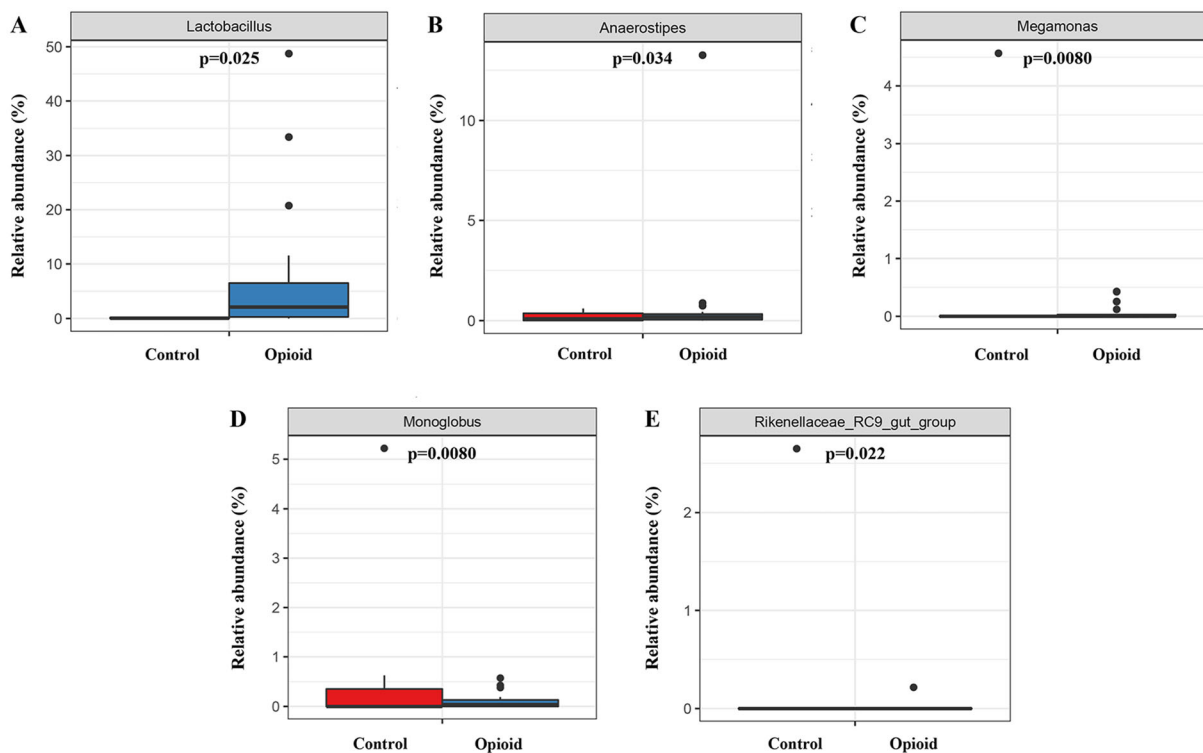 A
Lactobacillus
p=0.025
Relative abundance (%)
50
40
30
20
10
0
Control
Opioid
B
Anaerostipes
p=0.034
Relative abundance (%)
10
5
0
Control
Opioid
C
Megamonas
p=0.0080
Relative abundance (%)
4
3
2
1
0
Control
Opioid
D
Monoglobus
p=0.0080
Relative abundance (%)
5
4
3
2
1
0
Control
Opioid
E
Rikenellaceae_RC9_gut_group
p=0.022
Relative abundance (%)
2
1
0
Control
Opioid